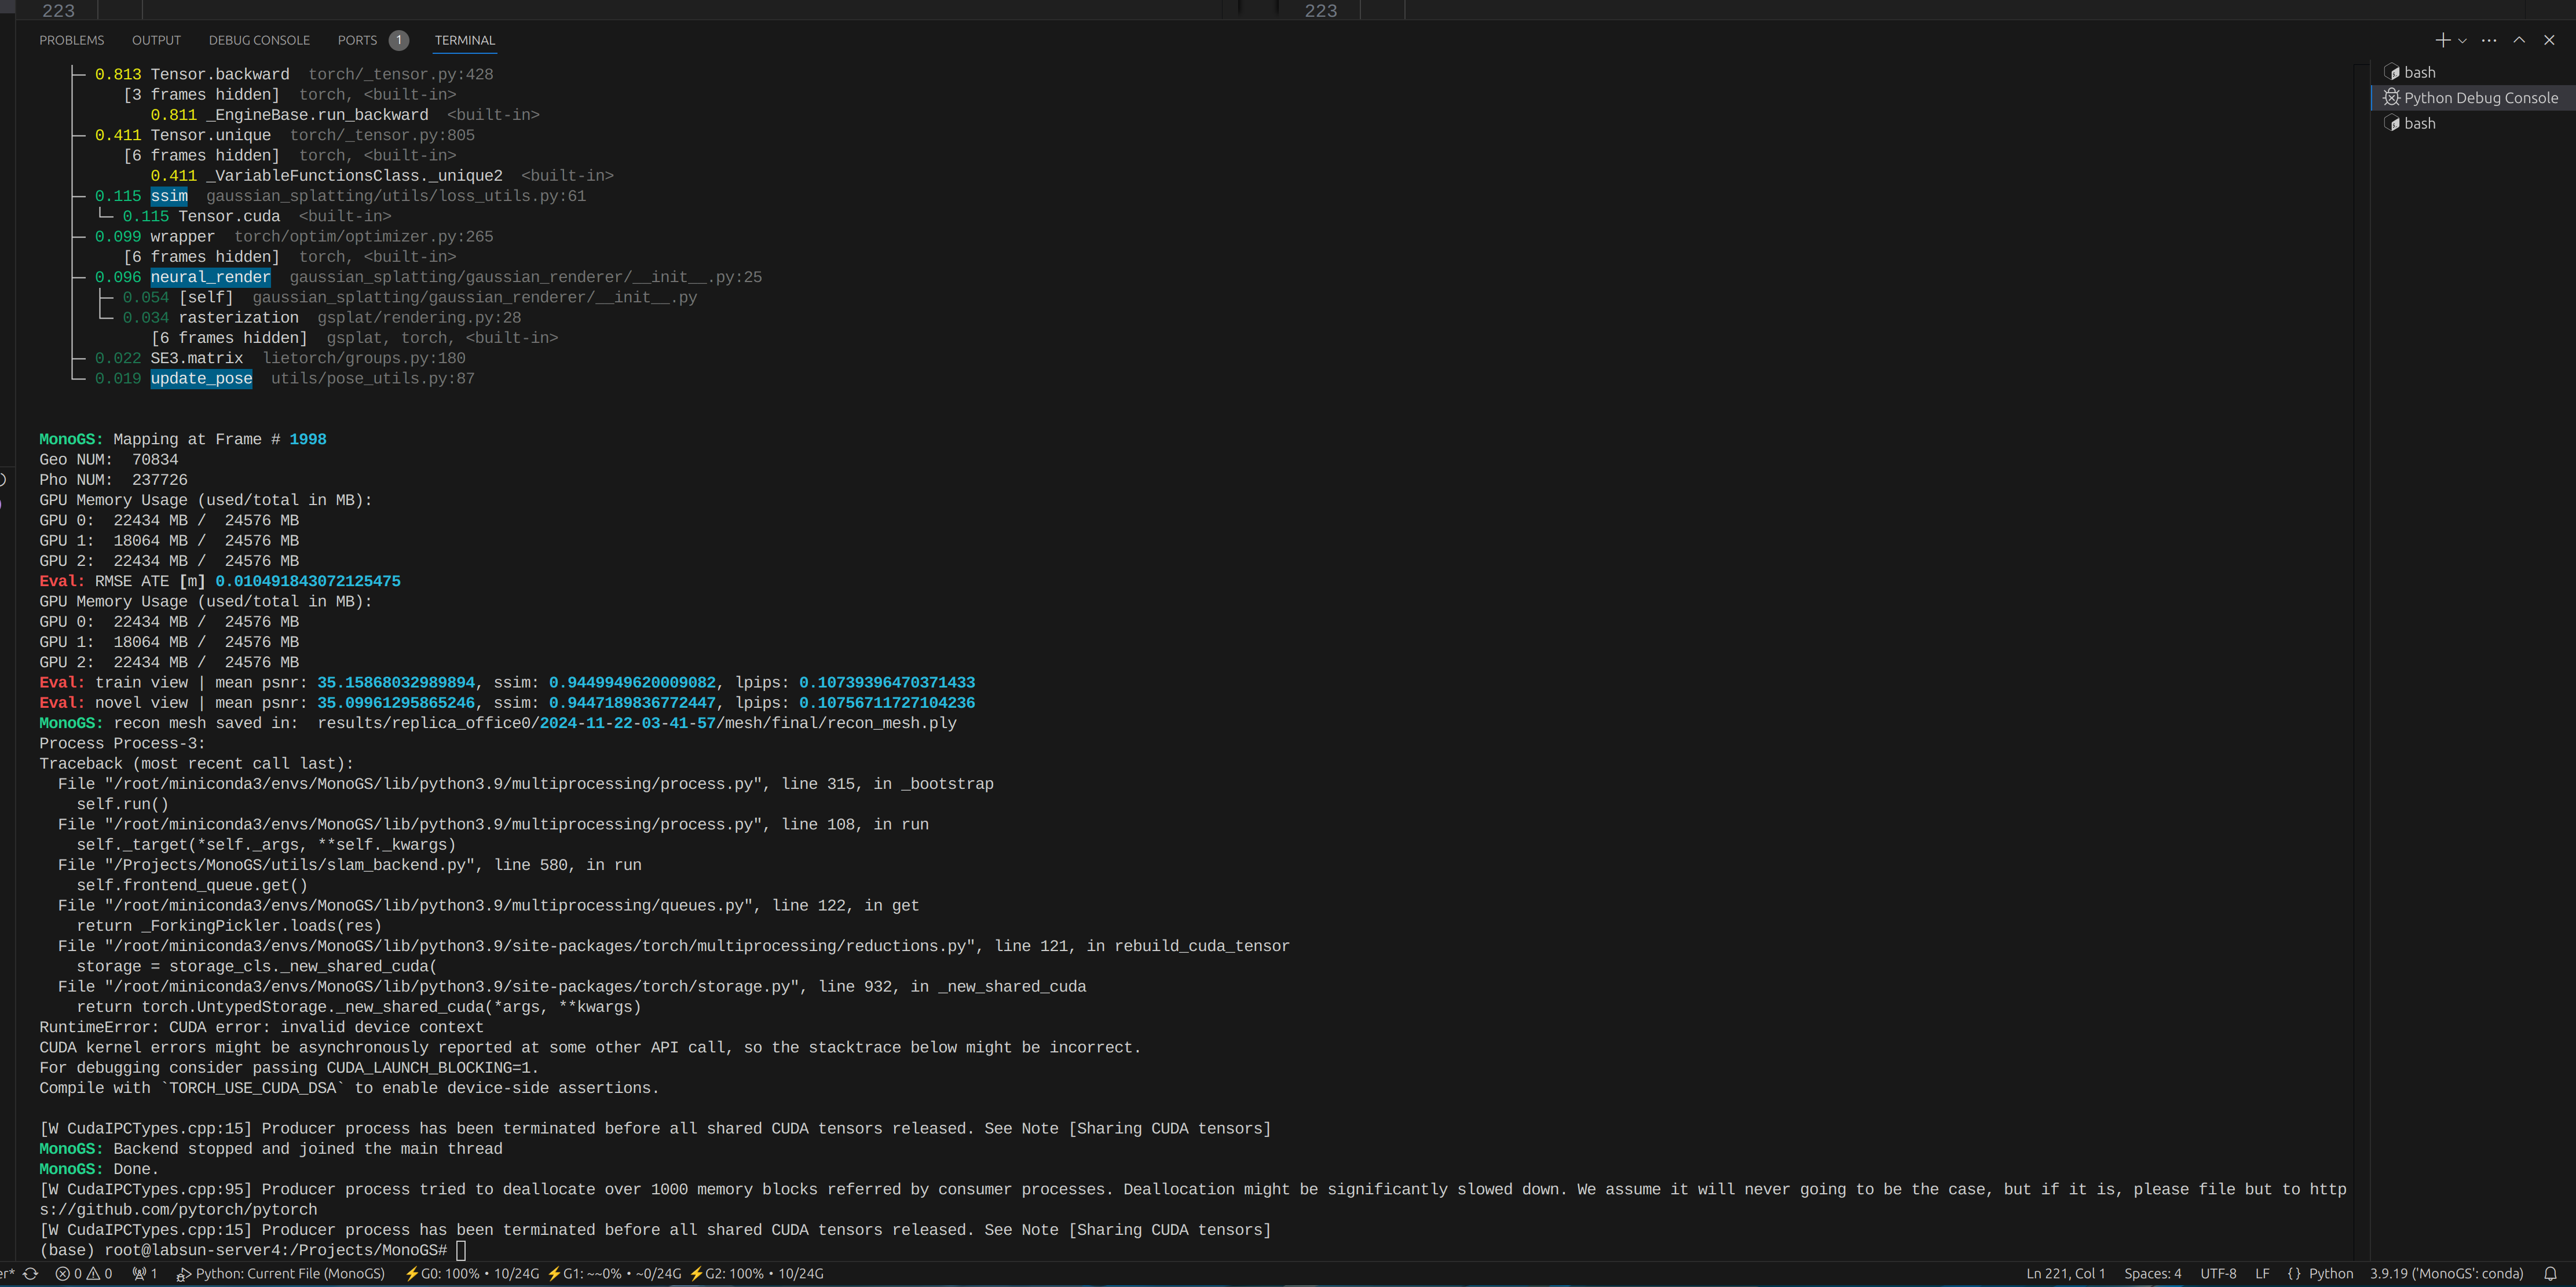 223
223
PROBLEMS OUTPUT DEBUG CONSOLE PORTS 1 TERMINAL
0.813 Tensor.backward torch/_tensor.py:428
[3 frames hidden] torch, <built-in>
0.811 _EngineBase.run_backward <built-in>
0.411 Tensor.unique torch/_tensor.py:805
[6 frames hidden] torch, <built-in>
0.411 _VariableFunctionsClass._unique2 <built-in>
0.115 ssim gaussian_splatting/utils/loss_utils.py:61
0.115 Tensor.cuda <built-in>
0.099 wrapper torch/optim/optimizer.py:265
[6 frames hidden] torch, <built-in>
0.096 neural_render gaussian_splatting/gaussian_renderer/__init__.py:25
0.054 [self] gaussian_splatting/gaussian_renderer/__init__.py
0.034 rasterization gsplat/rendering.py:28
[6 frames hidden] gsplat, torch, <built-in>
0.022 SE3.matrix lietorch/groups.py:180
0.019 update_pose utils/pose_utils.py:87
MonoGS: Mapping at Frame # 1998
Geo NUM: 70834
Pho NUM: 237726
GPU Memory Usage (used/total in MB):
GPU 0: 22434 MB / 24576 MB
GPU 1: 18064 MB / 24576 MB
GPU 2: 22434 MB / 24576 MB
Eval: RMSE ATE [m] 0.010491843072125475
GPU Memory Usage (used/total in MB):
GPU 0: 22434 MB / 24576 MB
GPU 1: 18064 MB / 24576 MB
GPU 2: 22434 MB / 24576 MB
Eval: train view | mean psnr: 35.15868032989894, ssim: 0.9449949620009082, lpips: 0.10739396470371433
Eval: novel view | mean psnr: 35.09961295865246, ssim: 0.9447189836772447, lpips: 0.10756711727104236
MonoGS: recon mesh saved in: results/replica_office0/2024-11-22-03-41-57/mesh/final/recon_mesh.ply
Process Process-3:
Traceback (most recent call last):
File "/root/miniconda3/envs/MonoGS/lib/python3.9/multiprocessing/process.py", line 315, in _bootstrap
self.run()
File "/root/miniconda3/envs/MonoGS/lib/python3.9/multiprocessing/process.py", line 108, in run
self._target(*self._args, **self._kwargs)
File "/Projects/MonoGS/utils/slam_backend.py", line 580, in run
self.frontend_queue.get()
File "/root/miniconda3/envs/MonoGS/lib/python3.9/multiprocessing/queues.py", line 122, in get
return _ForkingPickler.loads(res)
File "/root/miniconda3/envs/MonoGS/lib/python3.9/site-packages/torch/multiprocessing/reductions.py", line 121, in rebuild_cuda_tensor
storage = storage_cls._new_shared_cuda(
File "/root/miniconda3/envs/MonoGS/lib/python3.9/site-packages/torch/storage.py", line 932, in _new_shared_cuda
return torch.UntypedStorage._new_shared_cuda(*args, **kwargs)
RuntimeError: CUDA error: invalid device context
CUDA kernel errors might be asynchronously reported at some other API call, so the stacktrace below might be incorrect.
For debugging consider passing CUDA_LAUNCH_BLOCKING=1.
Compile with `TORCH_USE_CUDA_DSA` to enable device-side assertions.
[W CudaIPCTypes.cpp:15] Producer process has been terminated before all shared CUDA tensors released. See Note [Sharing CUDA tensors]
MonoGS: Backend stopped and joined the main thread
MonoGS: Done.
[W CudaIPCTypes.cpp:95] Producer process tried to deallocate over 1000 memory blocks referred by consumer processes. Deallocation might be significantly slowed down. We assume it will never going to be the case, but if it is, please file but to http
s://github.com/pytorch/pytorch
[W CudaIPCTypes.cpp:15] Producer process has been terminated before all shared CUDA tensors released. See Note [Sharing CUDA tensors]
(base) root@labsun-server4:/Projects/MonoGS#
bash
Python Debug Console
bash
er* 0 0 1 Python: Current File (MonoGS) ⚡G0: 100% • 10/24G ⚡G1: ~~0% • ~0/24G ⚡G2: 100% • 10/24G Ln 221, Col 1 Spaces: 4 UTF-8 LF {} Python 3.9.19 ('MonoGS': conda)